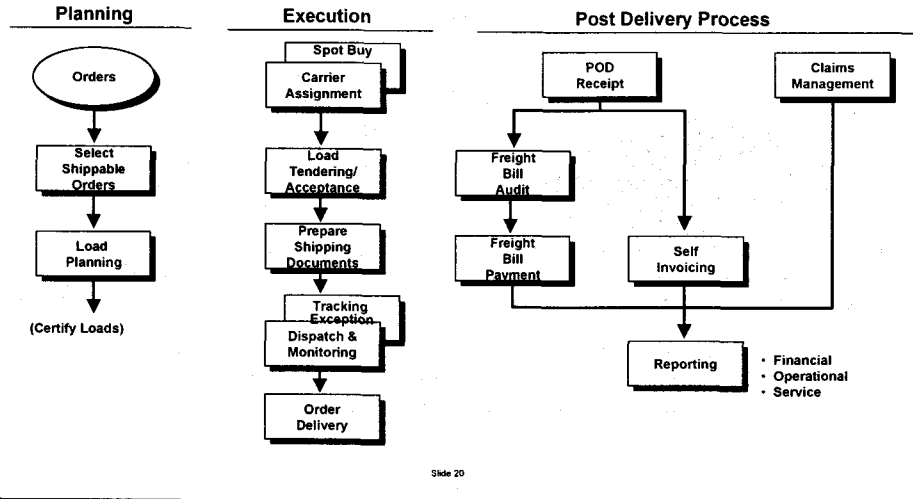 Planning
Orders
Select
Shippable
Orders
Load
Planning
(Certify Loads)
Execution
Spot Buy
Carrier
Assignment
Load
Tendering/
Acceptance
Prepare
Shipping
Documents
Tracking
Exception
Dispatch &
Monitoring
Order
Delivery
Post Delivery Process
POD
Receipt
Claims
Management
Freight
Bill
Audit
Freight
Bill
Payment
Self
Invoicing
Reporting
· Financial
· Operational
· Service
Slide 20